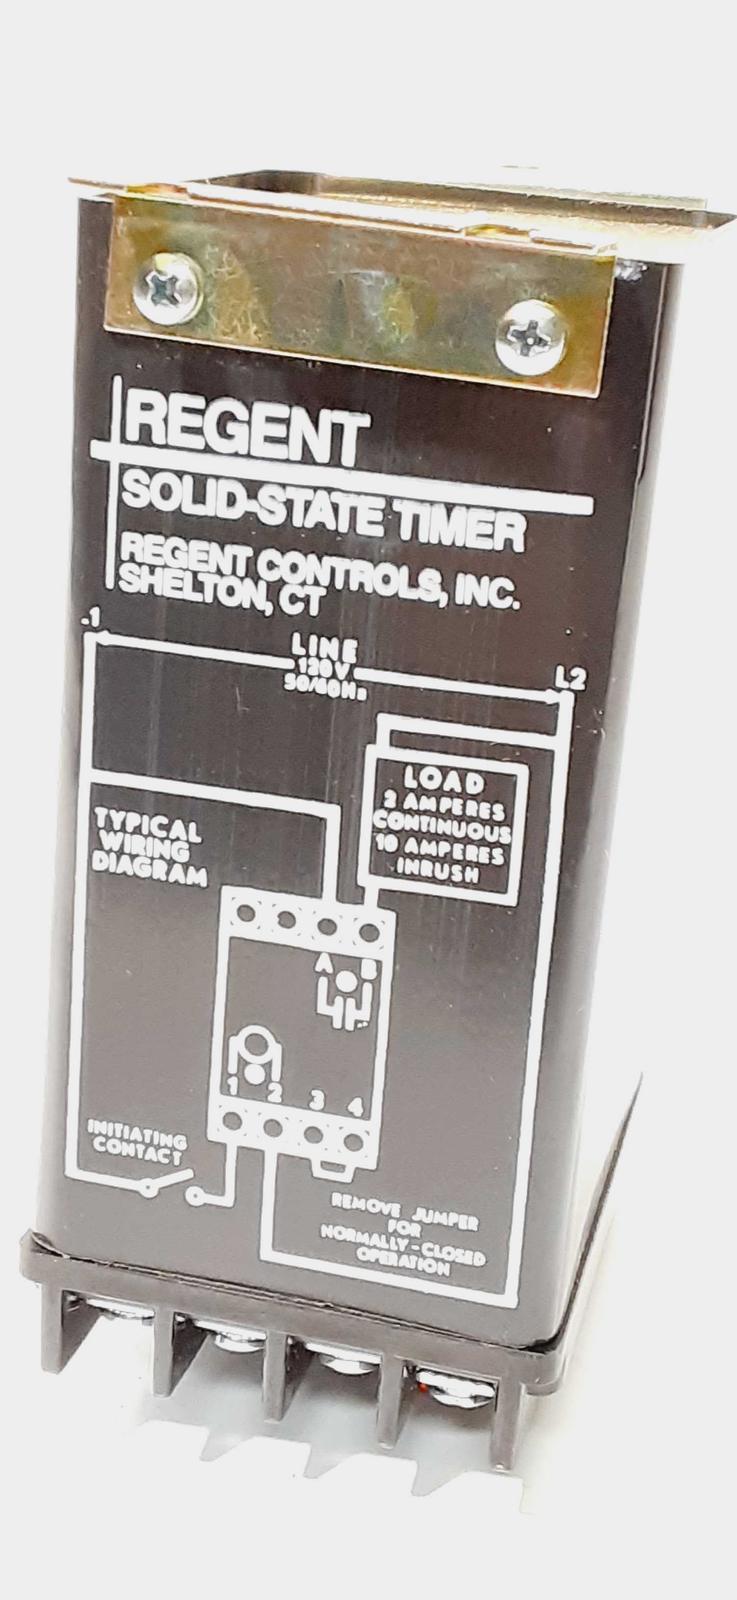 REGENT
SOLID-STATE TIMER
REGENT CONTROLS, INC.
SHELTON, CT
.1
LINE
120V
50/60Hz
L2
LOAD
2 AMPERES
CONTINUOUS
10 AMPERES
INRUSH
TYPICAL
WIRING
DIAGRAM
A B
1 2 3 4
INITIATING
CONTACT
REMOVE JUMPER
FOR
NORMALLY-CLOSED
OPERATION